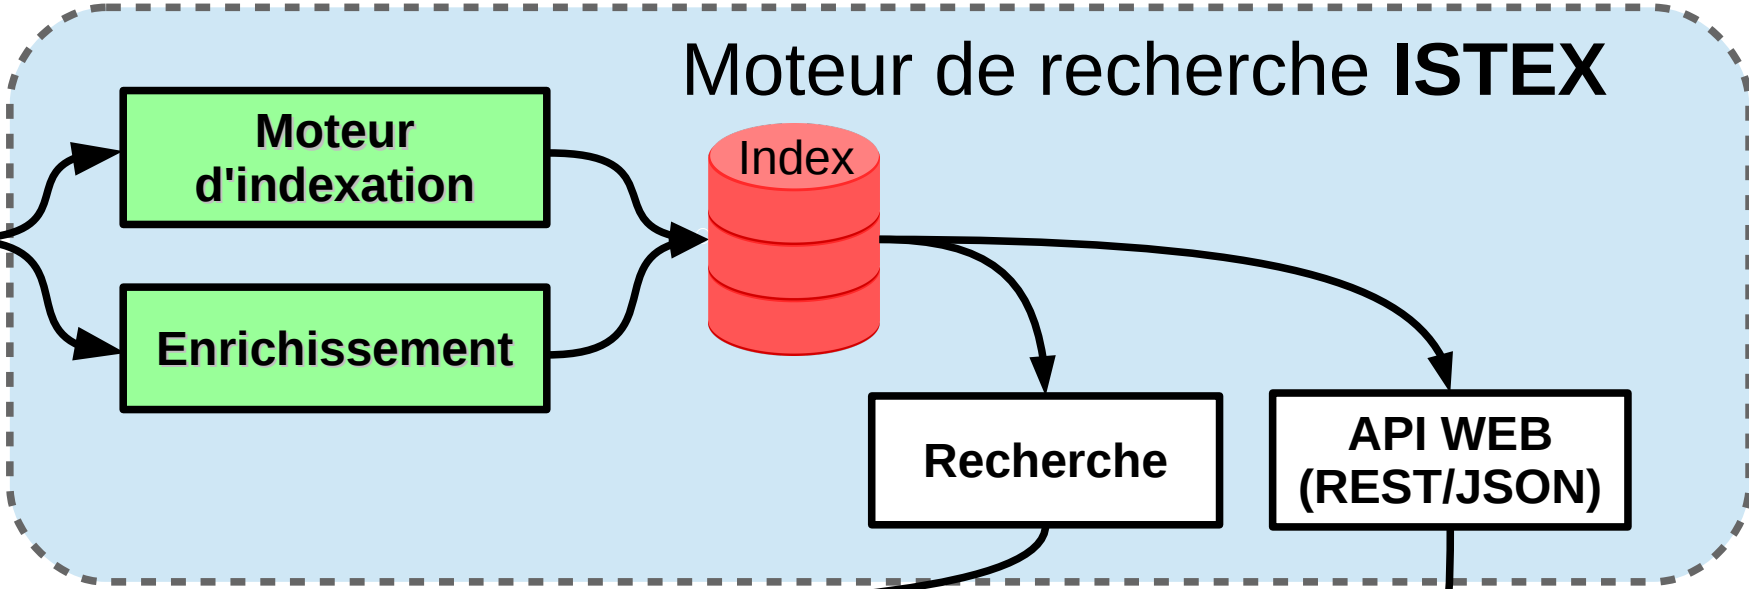 Moteur de recherche ISTEX
Moteur
d'indexation
Index
Enrichissement
Recherche
API WEB
(REST/JSON)